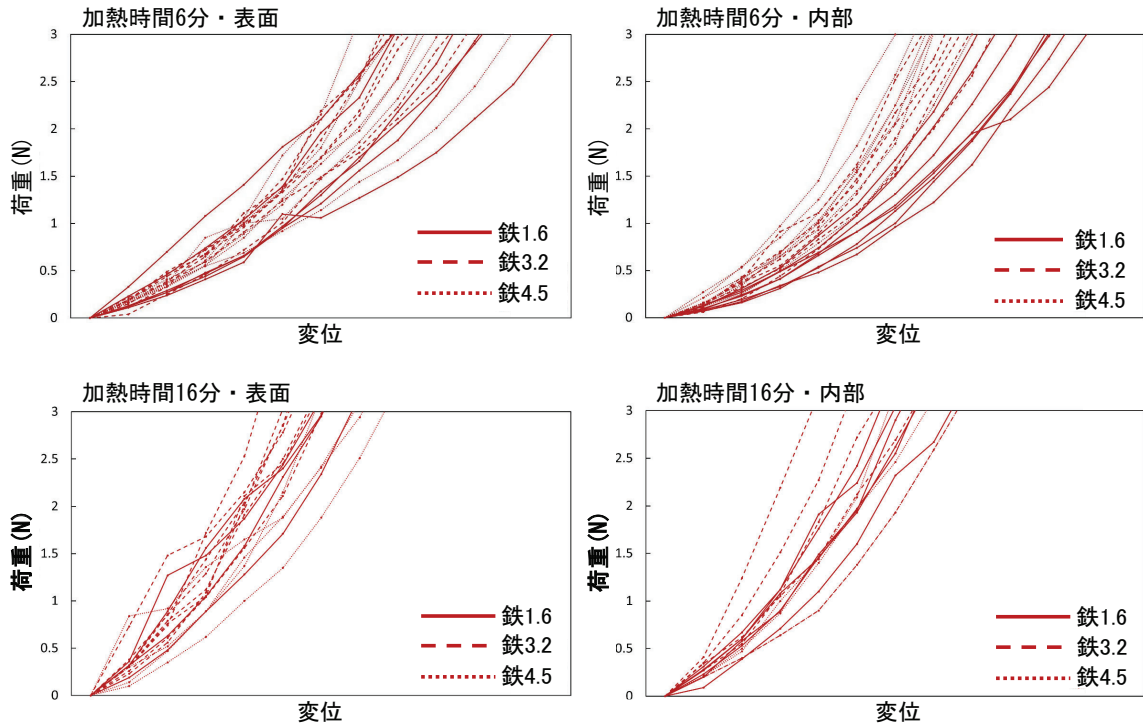 加熱時間6分・表面
3
2.5
2
1.5
1
0.5
0
荷重(N)
変位
鉄1.6
鉄3.2
鉄4.5
加熱時間6分・内部
3
2.5
2
1.5
1
0.5
0
荷重(N)
変位
鉄1.6
鉄3.2
鉄4.5
加熱時間16分・表面
3
2.5
2
1.5
1
0.5
0
荷重(N)
変位
鉄1.6
鉄3.2
鉄4.5
加熱時間16分・内部
3
2.5
2
1.5
1
0.5
0
荷重(N)
変位
鉄1.6
鉄3.2
鉄4.5